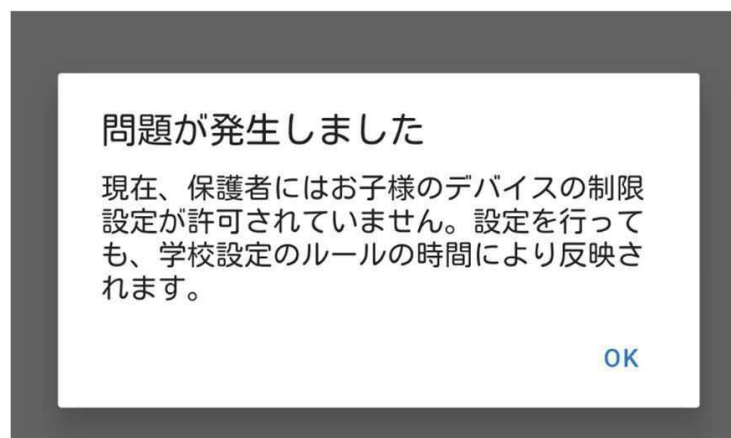 問題が発生しました
現在、保護者にはお子様のデバイスの制限
設定が許可されていません。設定を行って
も、学校設定のルールの時間により反映さ
れます。
OK